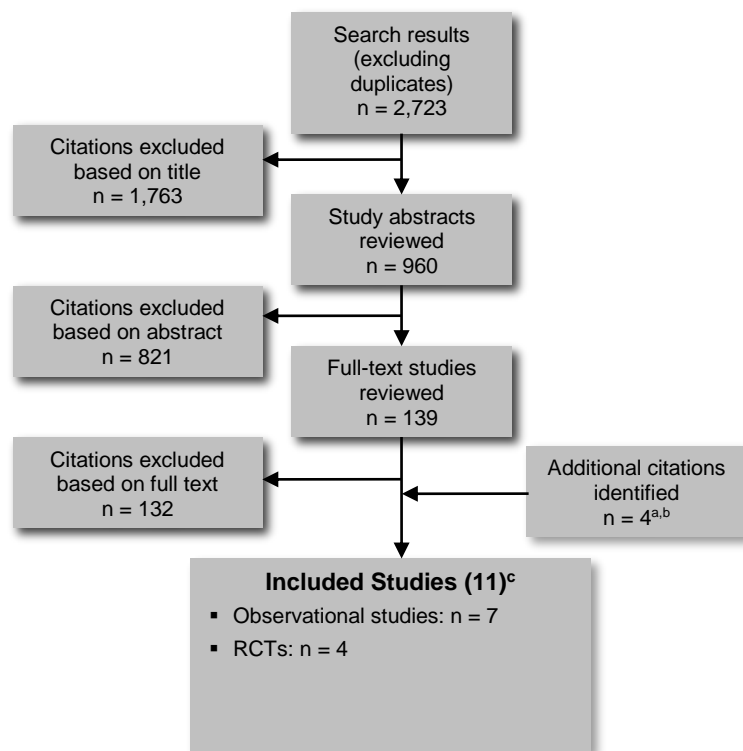 Search results
(excluding
duplicates)
n = 2,723
Citations excluded
based on title
n = 1,763
Study abstracts
reviewed
n = 960
Citations excluded
based on abstract
n = 821
Full-text studies
reviewed
n = 139
Citations excluded
based on full text
n = 132
Additional citations
identified
n = 4a,b
Included Studies (11)c
▪ Observational studies: n = 7
▪ RCTs: n = 4